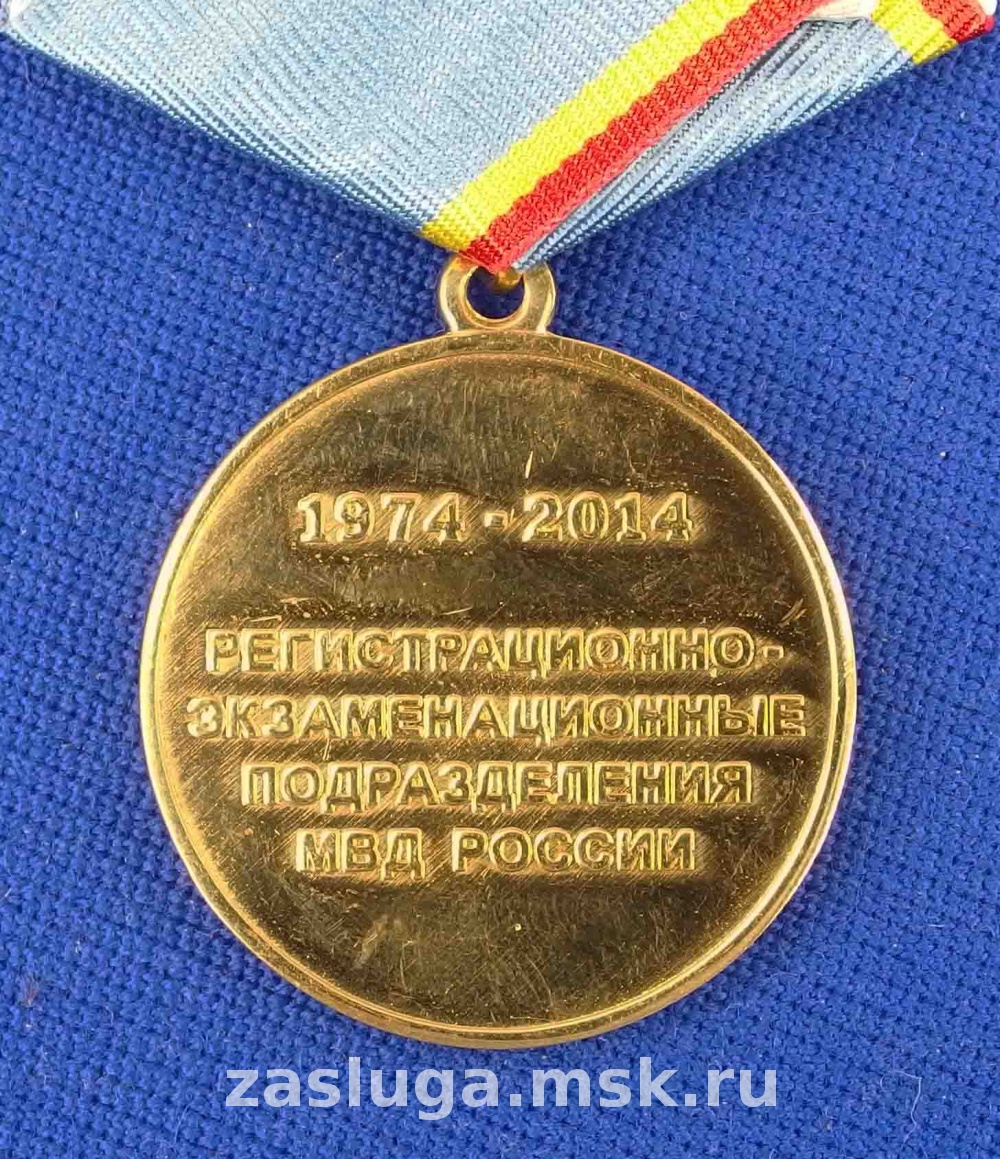 1974-2014
РЕГИСТРАЦИОННО-
ЭКЗАМЕНАЦИОННЫЕ
ПОДРАЗДЕЛЕНИЯ
МВД РОССИИ
zasluga.msk.ru